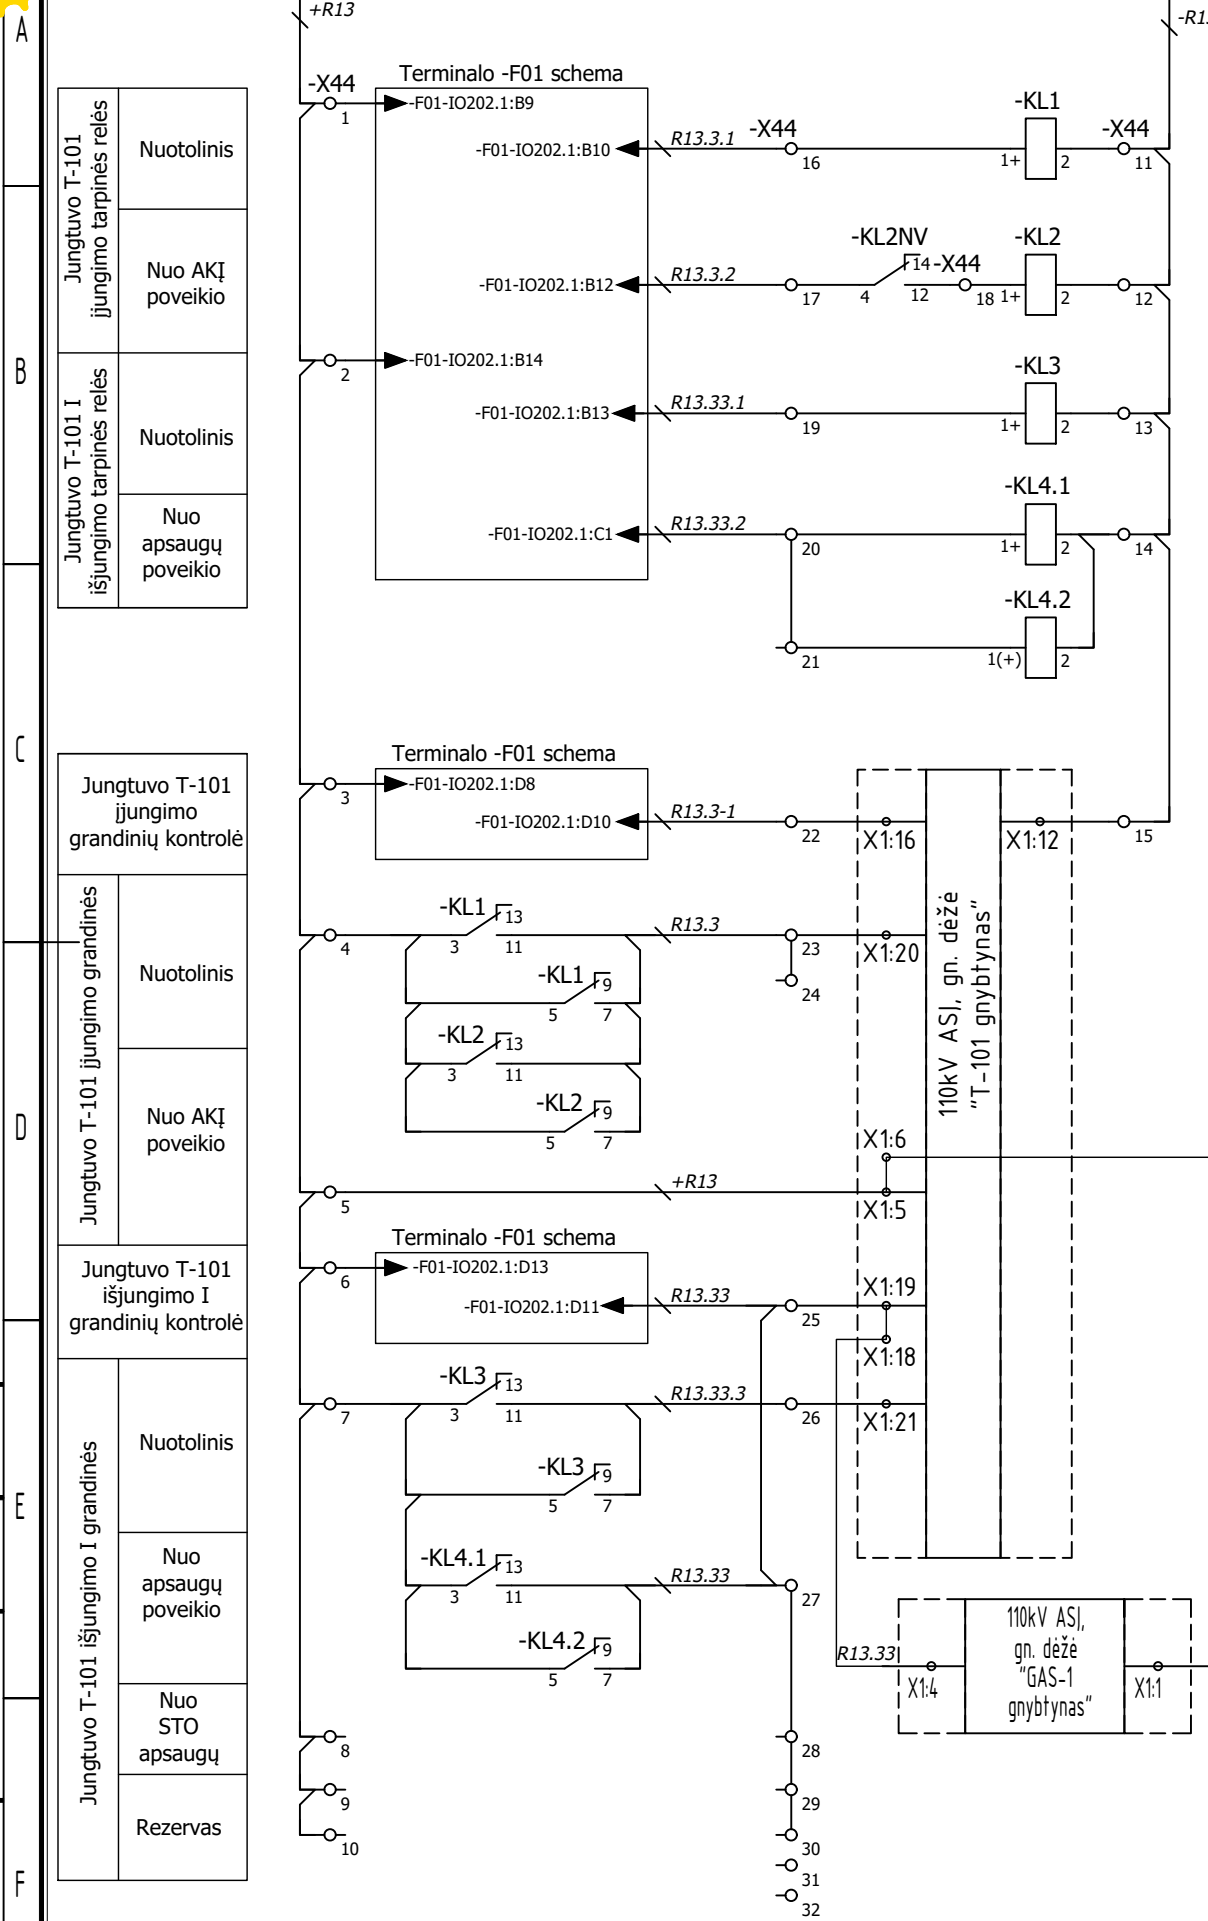 +R13
-R13
A
-X44
1
Terminalo -F01 schema
-F01-IO202.1:B9
-F01-IO202.1:B10
R13.3.1
-X44
16
-KL1
1+
2
-X44
11
Jungtuvo T-101
įjungimo tarpinės relės
Nuotolinis
Nuo AKĮ
poveikio
-F01-IO202.1:B12
R13.3.2
17
-KL2NV
4
14
12
-X44
18
-KL2
1+
2
12
B
2
-F01-IO202.1:B14
-F01-IO202.1:B13
R13.33.1
19
-KL3
1+
2
13
Jungtuvo T-101 I
išjungimo tarpinės relės
Nuotolinis
Nuo
apsaugų
poveikio
-F01-IO202.1:C1
R13.33.2
20
-KL4.1
1+
2
14
-KL4.2
21
1(+)
2
C
Jungtuvo T-101
įjungimo
grandinių kontrolė
3
Terminalo -F01 schema
-F01-IO202.1:D8
-F01-IO202.1:D10
R13.3-1
22
X1:16
X1:12
15
110kV ASĮ, gn. dėžė
"T-101 gnybtynas"
Jungtuvo T-101 įjungimo grandinės
Nuotolinis
4
-KL1
3
13
11
R13.3
23
X1:20
24
-KL1
5
9
7
-KL2
3
13
11
-KL2
5
9
7
D
Nuo AKĮ
poveikio
5
+R13
X1:6
X1:5
Jungtuvo T-101
išjungimo I
grandinių kontrolė
6
Terminalo -F01 schema
-F01-IO202.1:D13
-F01-IO202.1:D11
R13.33
25
X1:19
X1:18
Jungtuvo T-101 išjungimo I grandinės
Nuotolinis
7
-KL3
3
13
11
R13.33.3
26
X1:21
-KL3
5
9
7
E
Nuo
apsaugų
poveikio
-KL4.1
3
13
11
R13.33
27
-KL4.2
5
9
7
R13.33
X1:4
110kV ASĮ,
gn. dėžė
"GAS-1
gnybtynas"
X1:1
Nuo
STO
apsaugų
8
28
Rezervas
9
29
10
30
31
32
F